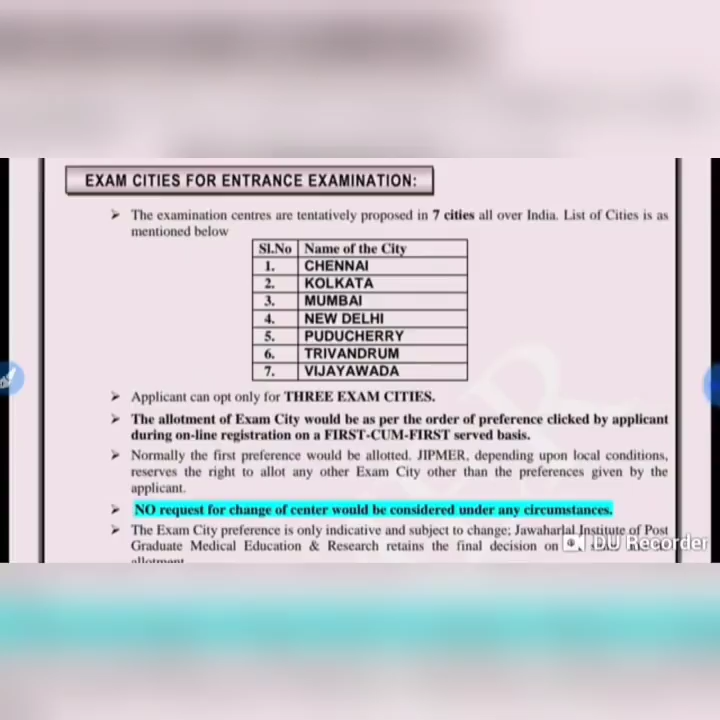 EXAM CITIES FOR ENTRANCE EXAMINATION:
➢ The examination centres are tentatively proposed in 7 cities all over India. List of Cities is as
mentioned below
Sl.No Name of the City
1. CHENNAI
2. KOLKATA
3. MUMBAI
4. NEW DELHI
5. PUDUCHERRY
6. TRIVANDRUM
7. VIJAYAWADA
➢ Applicant can opt only for THREE EXAM CITIES.
➢ The allotment of Exam City would be as per the order of preference clicked by applicant
during on-line registration on a FIRST-CUM-FIRST served basis.
➢ Normally the first preference would be allotted. JIPMER, depending upon local conditions,
reserves the right to allot any other Exam City other than the preferences given by the
applicant.
➢ NO request for change of center would be considered under any circumstances.
➢ The Exam City preference is only indicative and subject to change; Jawaharlal Institute of Post
Graduate Medical Education & Research retains the final decision on
allotment
DU Recorder